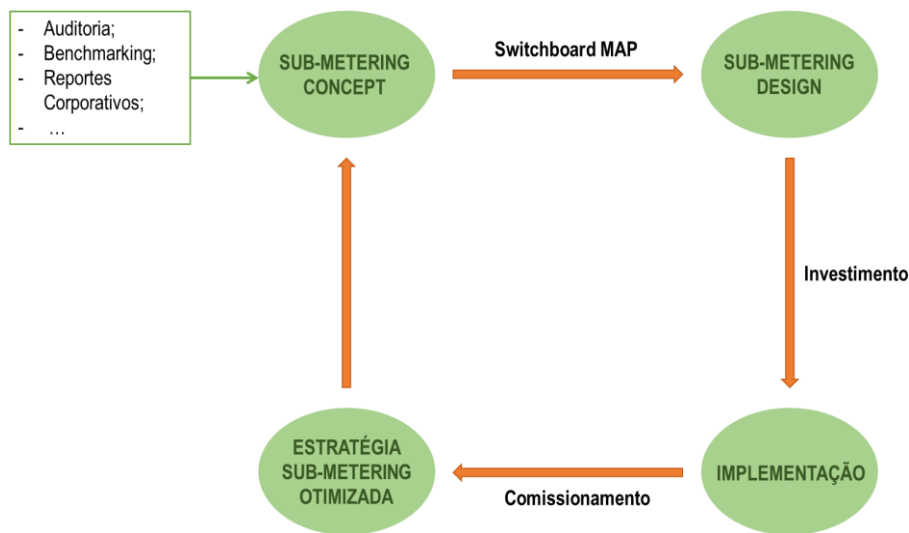 - Auditoria;
- Benchmarking;
- Reportes
Corporativos;
- ...
SUB-METERING
CONCEPT
Switchboard MAP
SUB-METERING
DESIGN
Investimento
ESTRATÉGIA
SUB-METERING
OTIMIZADA
Comissionamento
IMPLEMENTAÇÃO